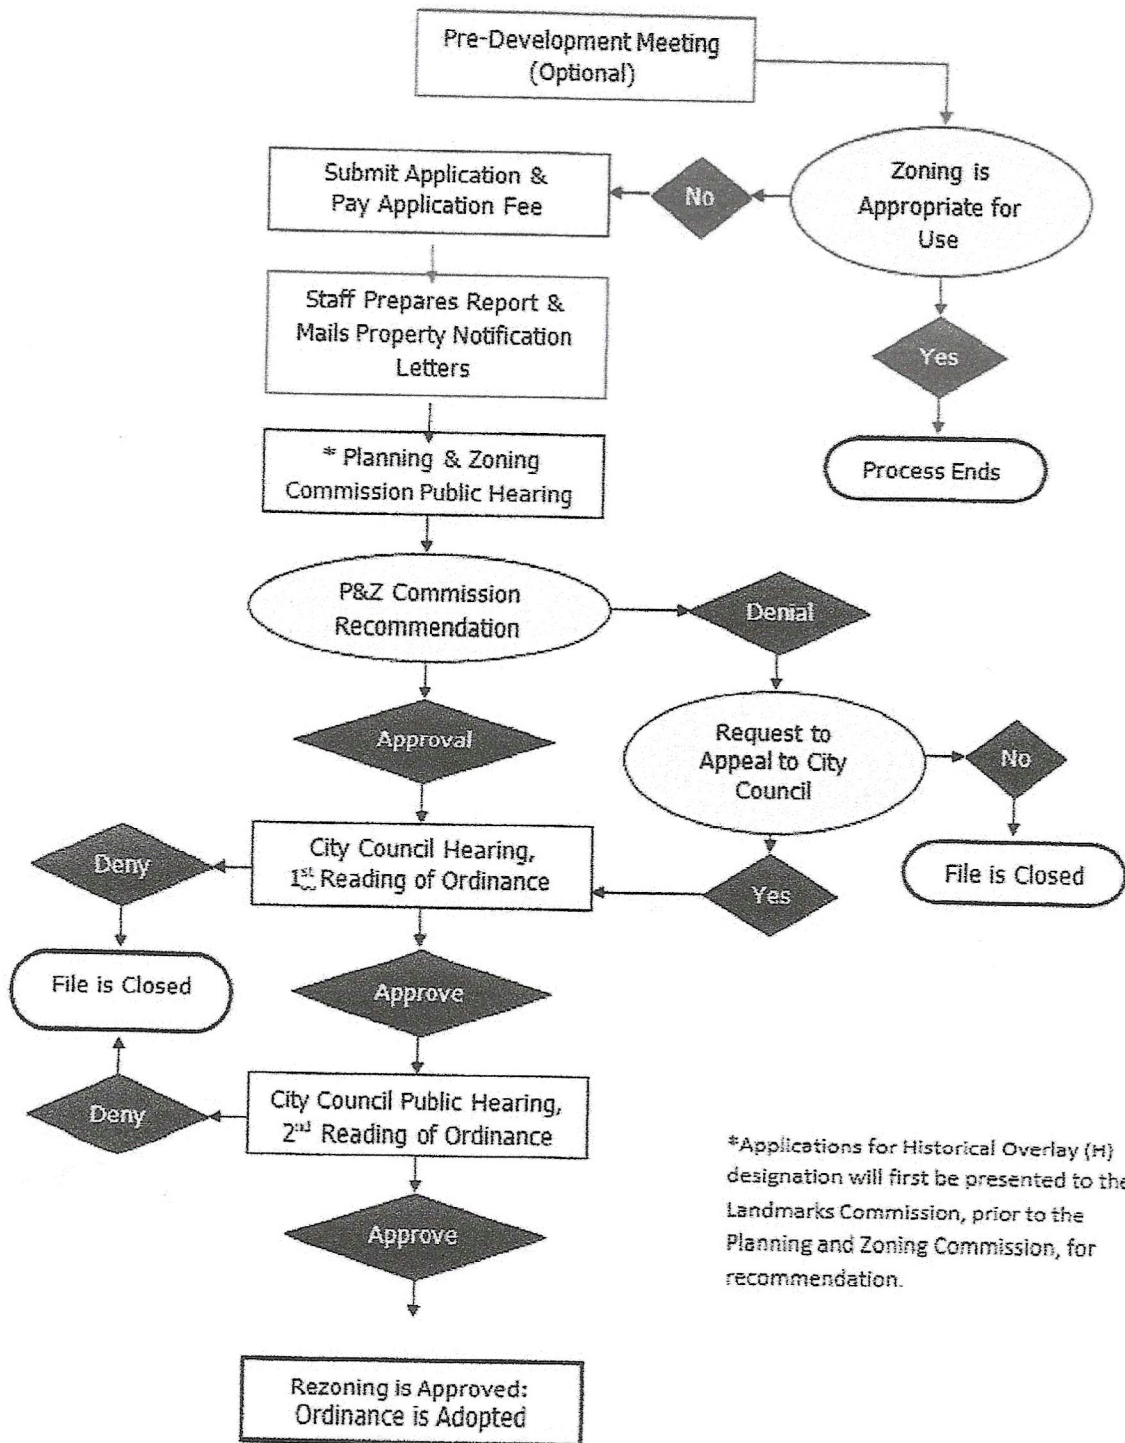 Pre-Development Meeting
(Optional)
Zoning is
Appropriate for
Use
No
Submit Application &
Pay Application Fee
Staff Prepares Report &
Mails Property Notification
Letters
Yes
Process Ends
* Planning & Zoning
Commission Public Hearing
P&Z Commission
Recommendation
Denial
Approval
Request to
Appeal to City
Council
No
File is Closed
Yes
City Council Hearing,
1st Reading of Ordinance
Deny
File is Closed
Approve
City Council Public Hearing,
2nd Reading of Ordinance
Deny
Approve
Rezoning is Approved:
Ordinance is Adopted
*Applications for Historical Overlay (H)
designation will first be presented to the
Landmarks Commission, prior to the
Planning and Zoning Commission, for
recommendation.